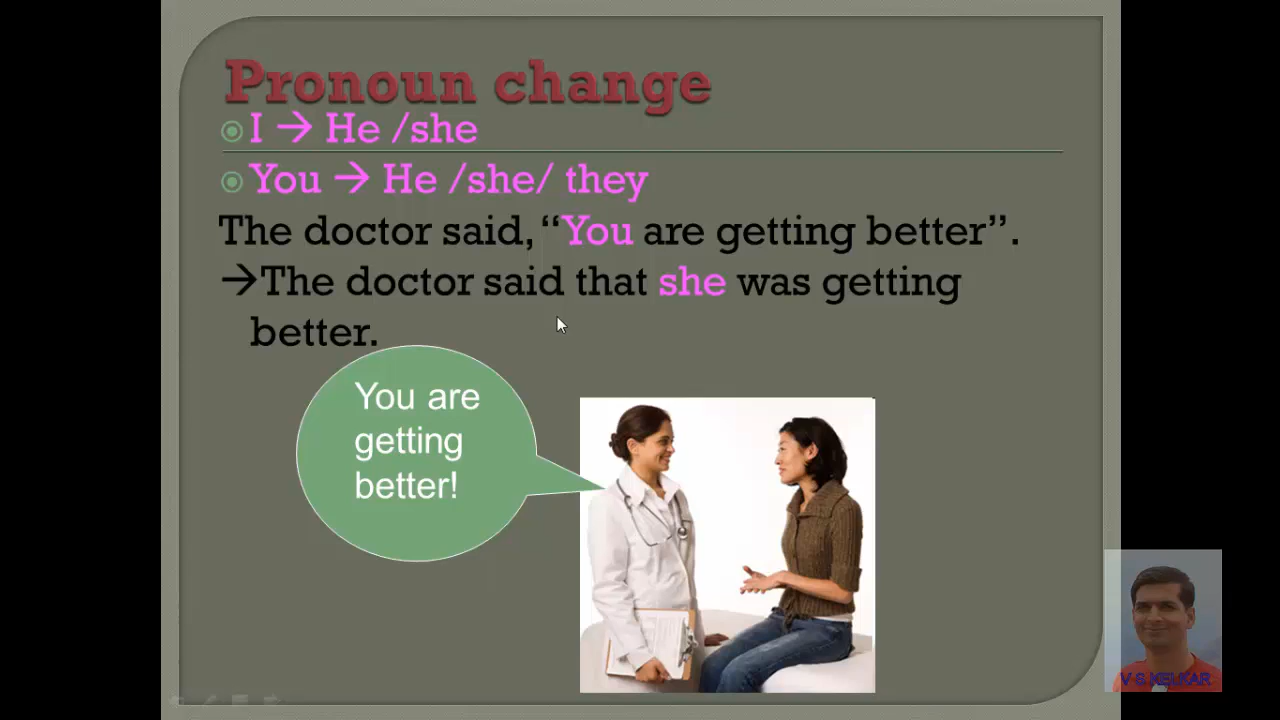 Pronoun change
I → He /she
You → He /she/ they
The doctor said, “You are getting better”.
→The doctor said that she was getting
better.
You are
getting
better!
V S KELKAR